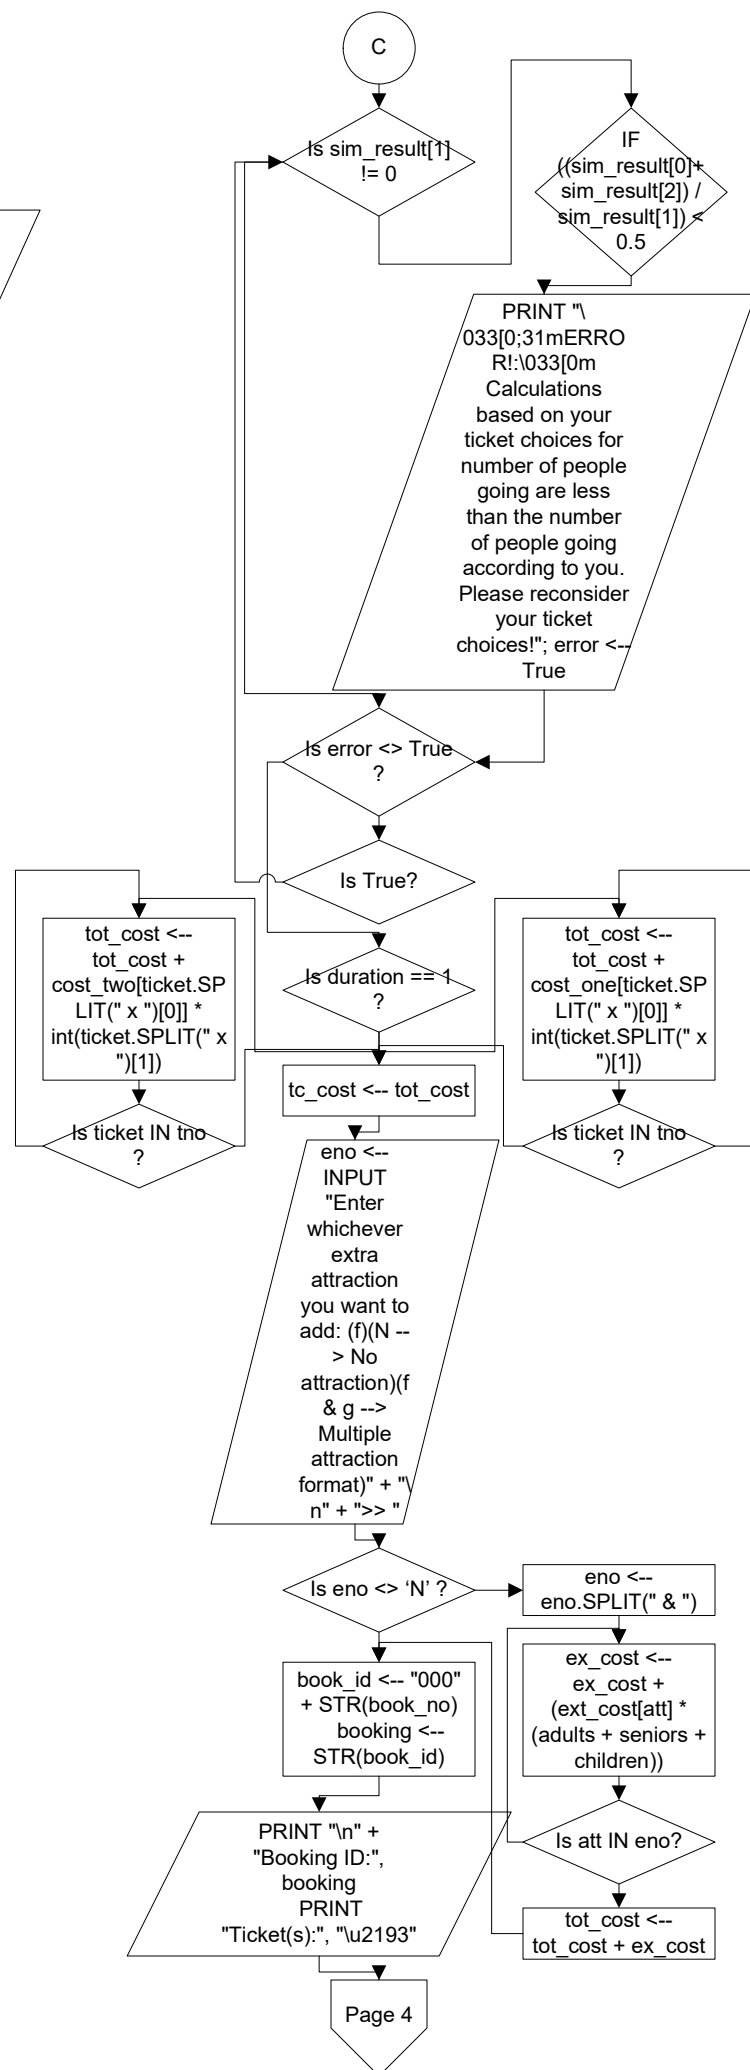 C
Is sim_result[1]
!= 0
IF
((sim_result[0]+
sim_result[2]) /
sim_result[1]) <
0.5
PRINT "\
033[0;31mERRO
R!:\033[0m
Calculations
based on your
ticket choices for
number of people
going are less
than the number
of people going
according to you.
Please reconsider
your ticket
choices!"; error <--
True
Is error <> True
?
Is True?
Is duration == 1
?
tot_cost <--
tot_cost +
cost_two[ticket.SP
LIT(" x ")[0]] *
int(ticket.SPLIT(" x
")[1])
Is ticket IN tno
?
tot_cost <--
tot_cost +
cost_one[ticket.SP
LIT(" x ")[0]] *
int(ticket.SPLIT(" x
")[1])
Is ticket IN tno
?
tc_cost <-- tot_cost
eno <--
INPUT
"Enter
whichever
extra
attraction
you want to
add: (f)(N --
> No
attraction)(f
& g -->
Multiple
attraction
format)" + "\
n" + ">> "
Is eno <> ‘N’ ?
eno <--
eno.SPLIT(" & ")
ex_cost <--
ex_cost +
(ext_cost[att] *
(adults + seniors +
children))
Is att IN eno?
tot_cost <--
tot_cost + ex_cost
book_id <-- "000"
+ STR(book_no)
booking <--
STR(book_id)
PRINT "\n" +
"Booking ID:",
booking
PRINT
"Ticket(s):", "\u2193"
Page 4